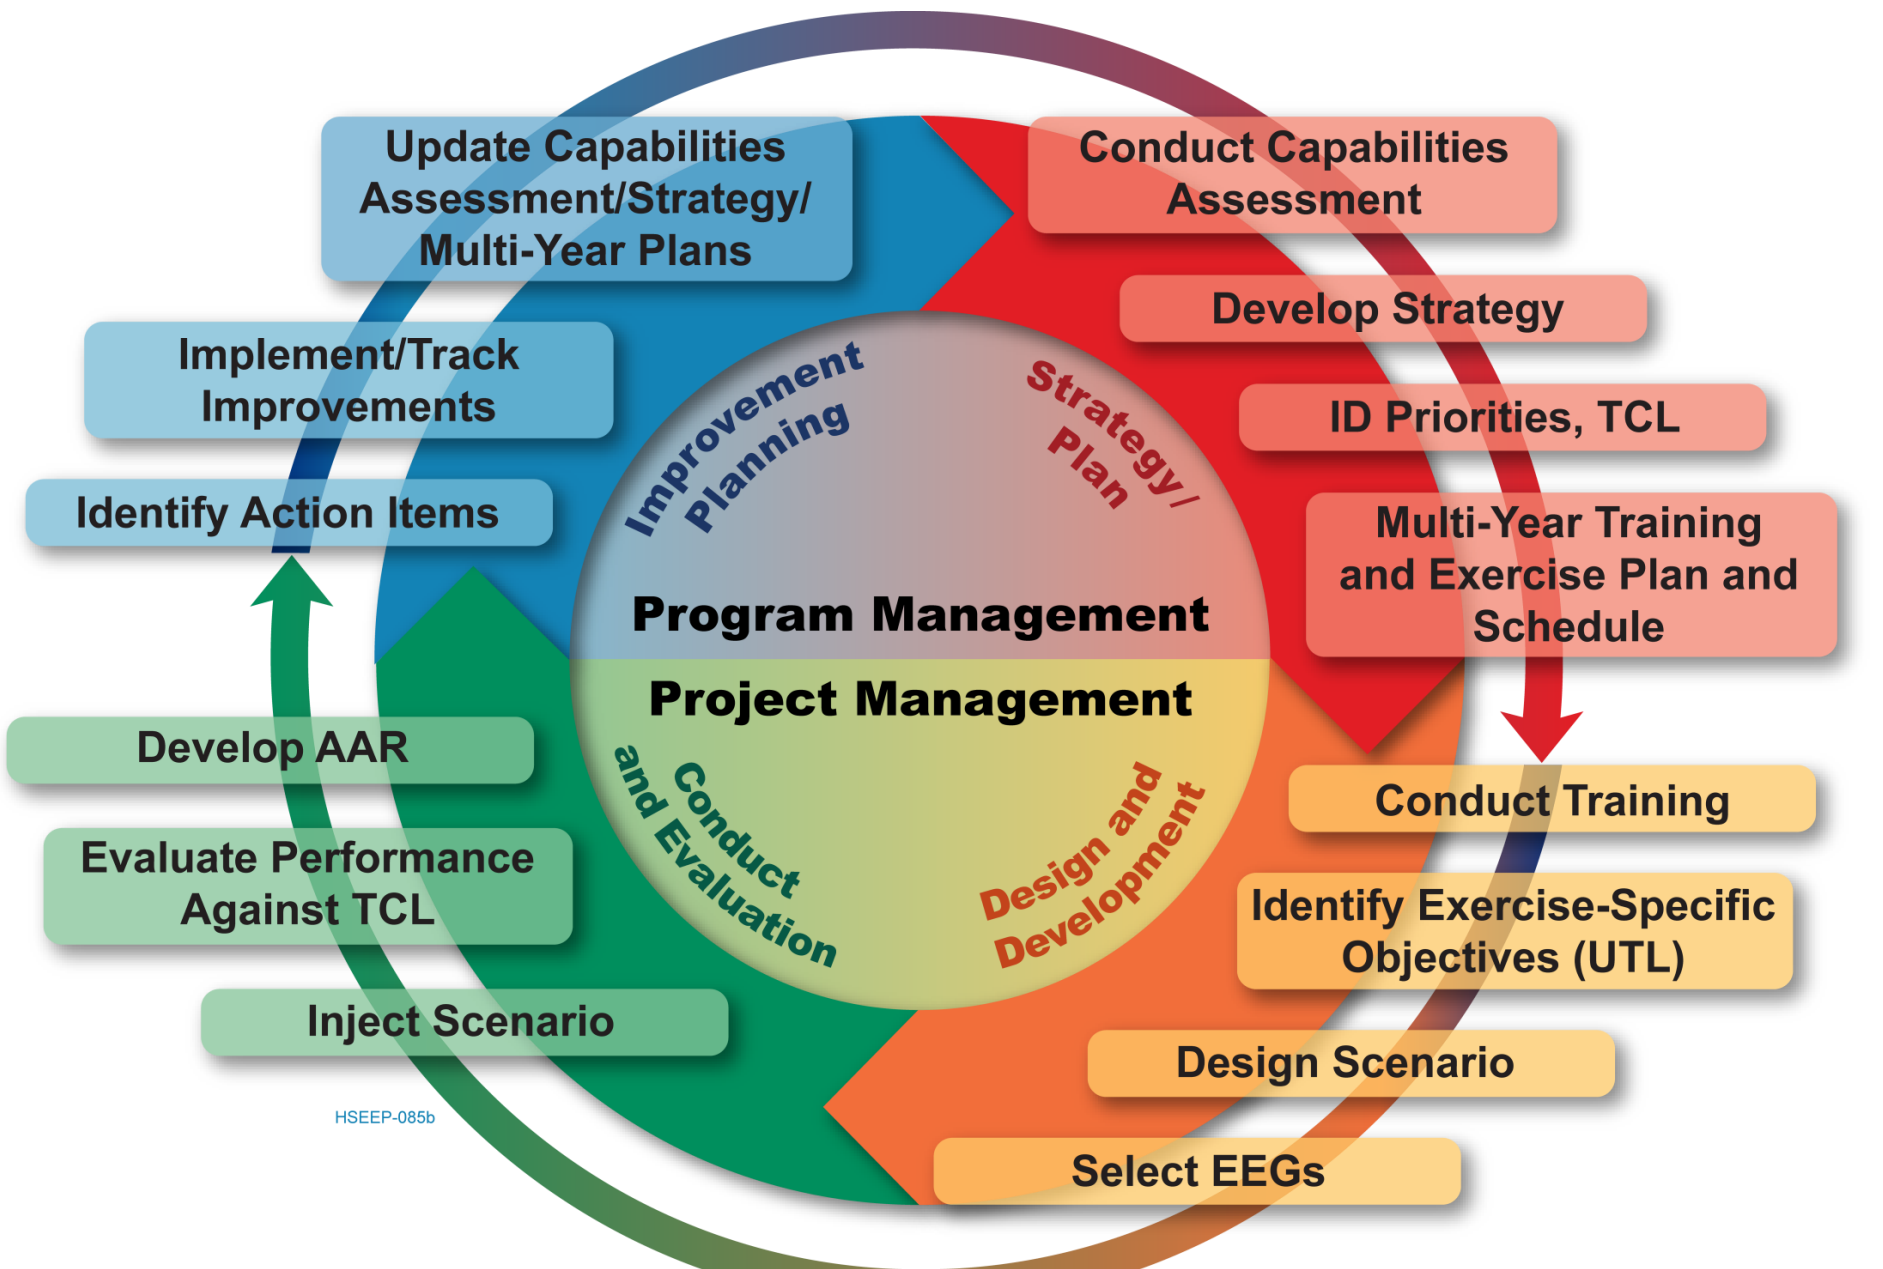 Update Capabilities
Assessment/Strategy/
Multi-Year Plans
Implement/Track
Improvements
Identify Action Items
Conduct Capabilities
Assessment
Develop Strategy
ID Priorities, TCL
Multi-Year Training
and Exercise Plan and
Schedule
Improvement
Planning
Strategy/
Plan
Program Management
Project Management
Conduct
and Evaluation
Design and
Development
Conduct Training
Identify Exercise-Specific
Objectives (UTL)
Design Scenario
Select EEGs
Develop AAR
Evaluate Performance
Against TCL
Inject Scenario
HSEEP-085b